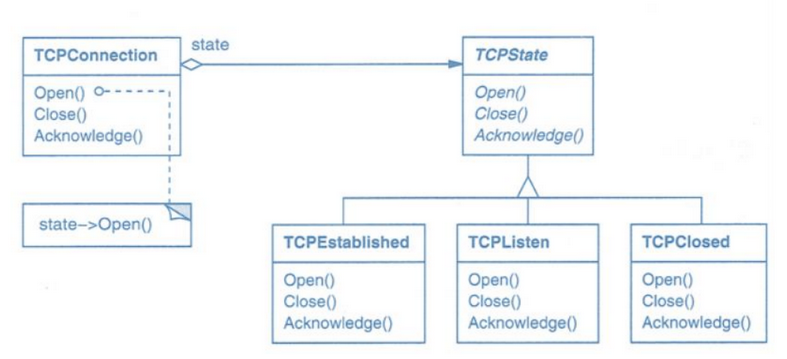 TCPConnection
Open()
Close()
Acknowledge()
state
TCPState
Open()
Close()
Acknowledge()
state->Open()
TCPEstablished
Open()
Close()
Acknowledge()
TCPListen
Open()
Close()
Acknowledge()
TCPClosed
Open()
Close()
Acknowledge()